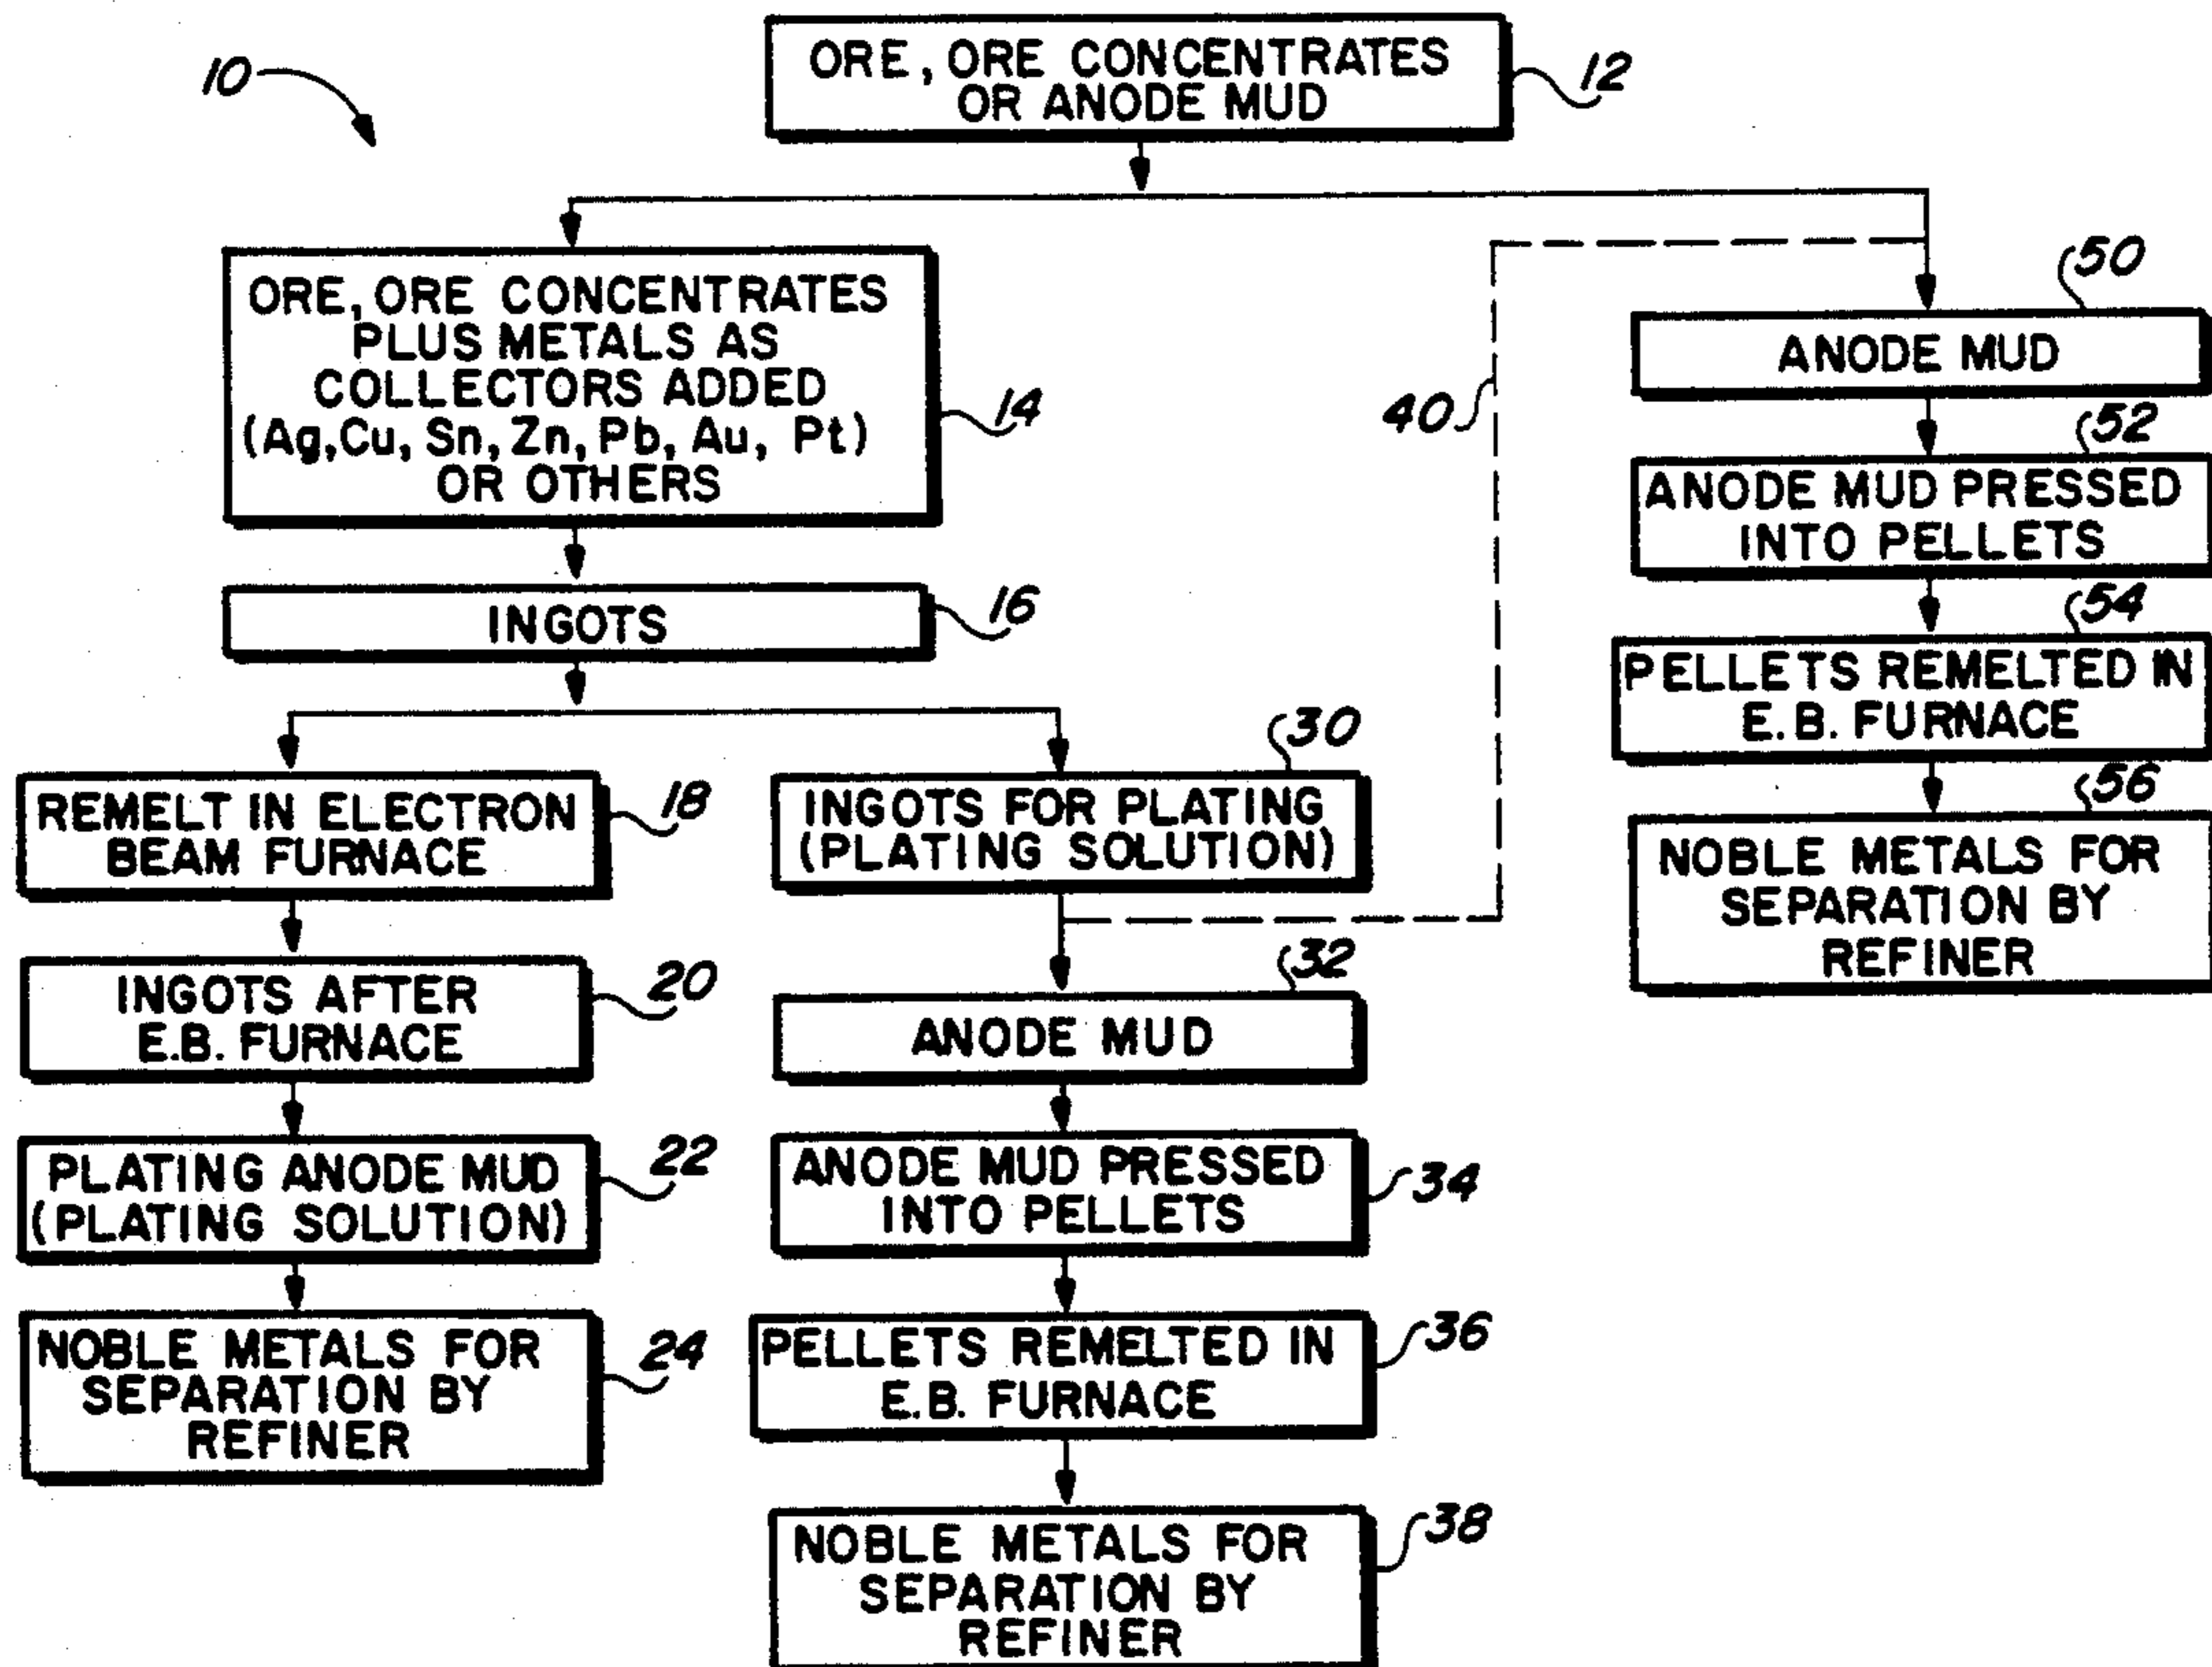 10
ORE, ORE CONCENTRATES
OR ANODE MUD
12
ORE, ORE CONCENTRATES
PLUS METALS AS
COLLECTORS ADDED
(Ag, Cu, Sn, Zn, Pb, Au, Pt)
OR OTHERS
14
INGOTS
16
REMELT IN ELECTRON
BEAM FURNACE
18
INGOTS AFTER
E.B. FURNACE
20
PLATING ANODE MUD
(PLATING SOLUTION)
22
NOBLE METALS FOR
SEPARATION BY
REFINER
24
30
INGOTS FOR PLATING
(PLATING SOLUTION)
32
ANODE MUD
ANODE MUD PRESSED
INTO PELLETS
34
PELLETS REMELTED IN
E.B. FURNACE
36
NOBLE METALS FOR
SEPARATION BY
REFINER
38
40
50
ANODE MUD
52
ANODE MUD PRESSED
INTO PELLETS
54
PELLETS REMELTED IN
E.B. FURNACE
56
NOBLE METALS FOR
SEPARATION BY
REFINER